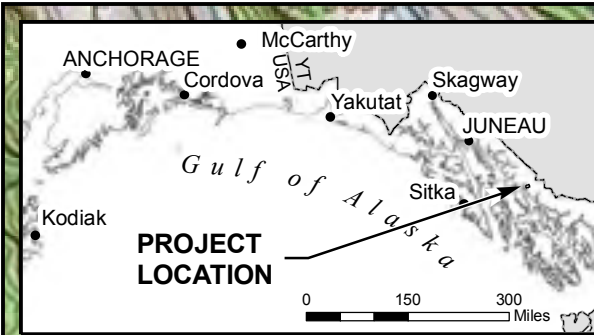 McCarthy
ANCHORAGE
YT
USA
Cordova
Skagway
Yakutat
JUNEAU
Gulf of Alaska
Sitka
Kodiak
PROJECT
LOCATION
0 150 300
Miles